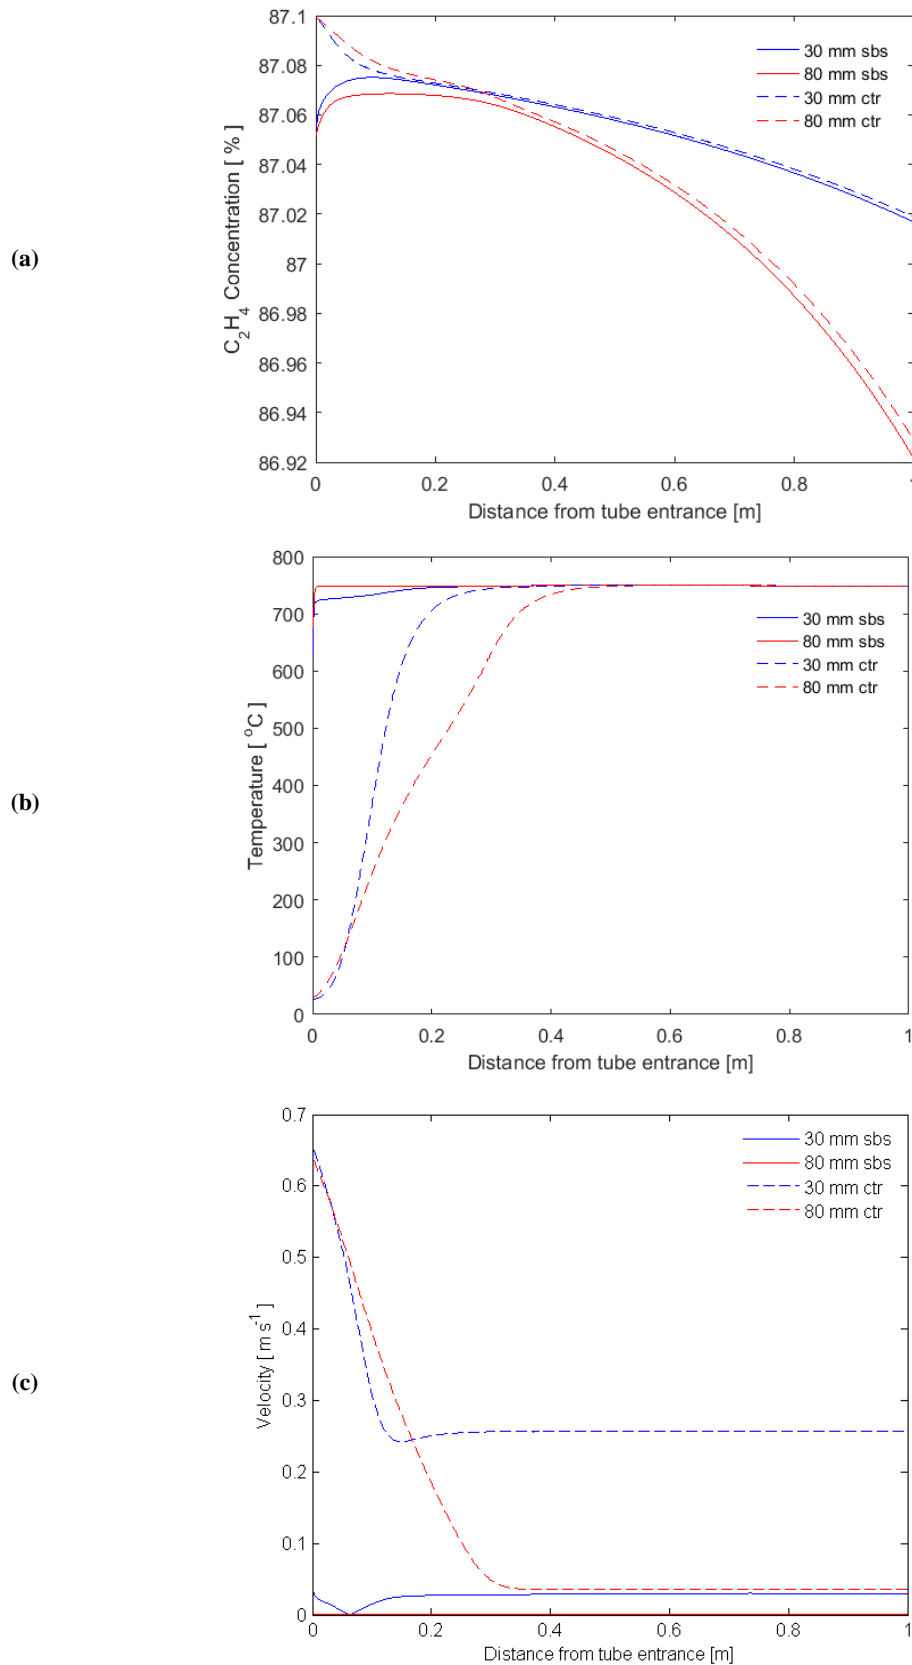 (a)
C2H4 Concentration [ % ]
87.1
87.08
87.06
87.04
87.02
87
86.98
86.96
86.94
86.92
30 mm sbs
80 mm sbs
30 mm ctr
80 mm ctr
0 0.2 0.4 0.6 0.8 1
Distance from tube entrance [m]
(b)
Temperature [ °C]
800
700
600
500
400
300
200
100
0
30 mm sbs
80 mm sbs
30 mm ctr
80 mm ctr
0 0.2 0.4 0.6 0.8 1
Distance from tube entrance [m]
(c)
Velocity [ m s-1 ]
0.7
0.6
0.5
0.4
0.3
0.2
0.1
0
30 mm sbs
80 mm sbs
30 mm ctr
80 mm ctr
0 0.2 0.4 0.6 0.8 1
Distance from tube entrance [m]